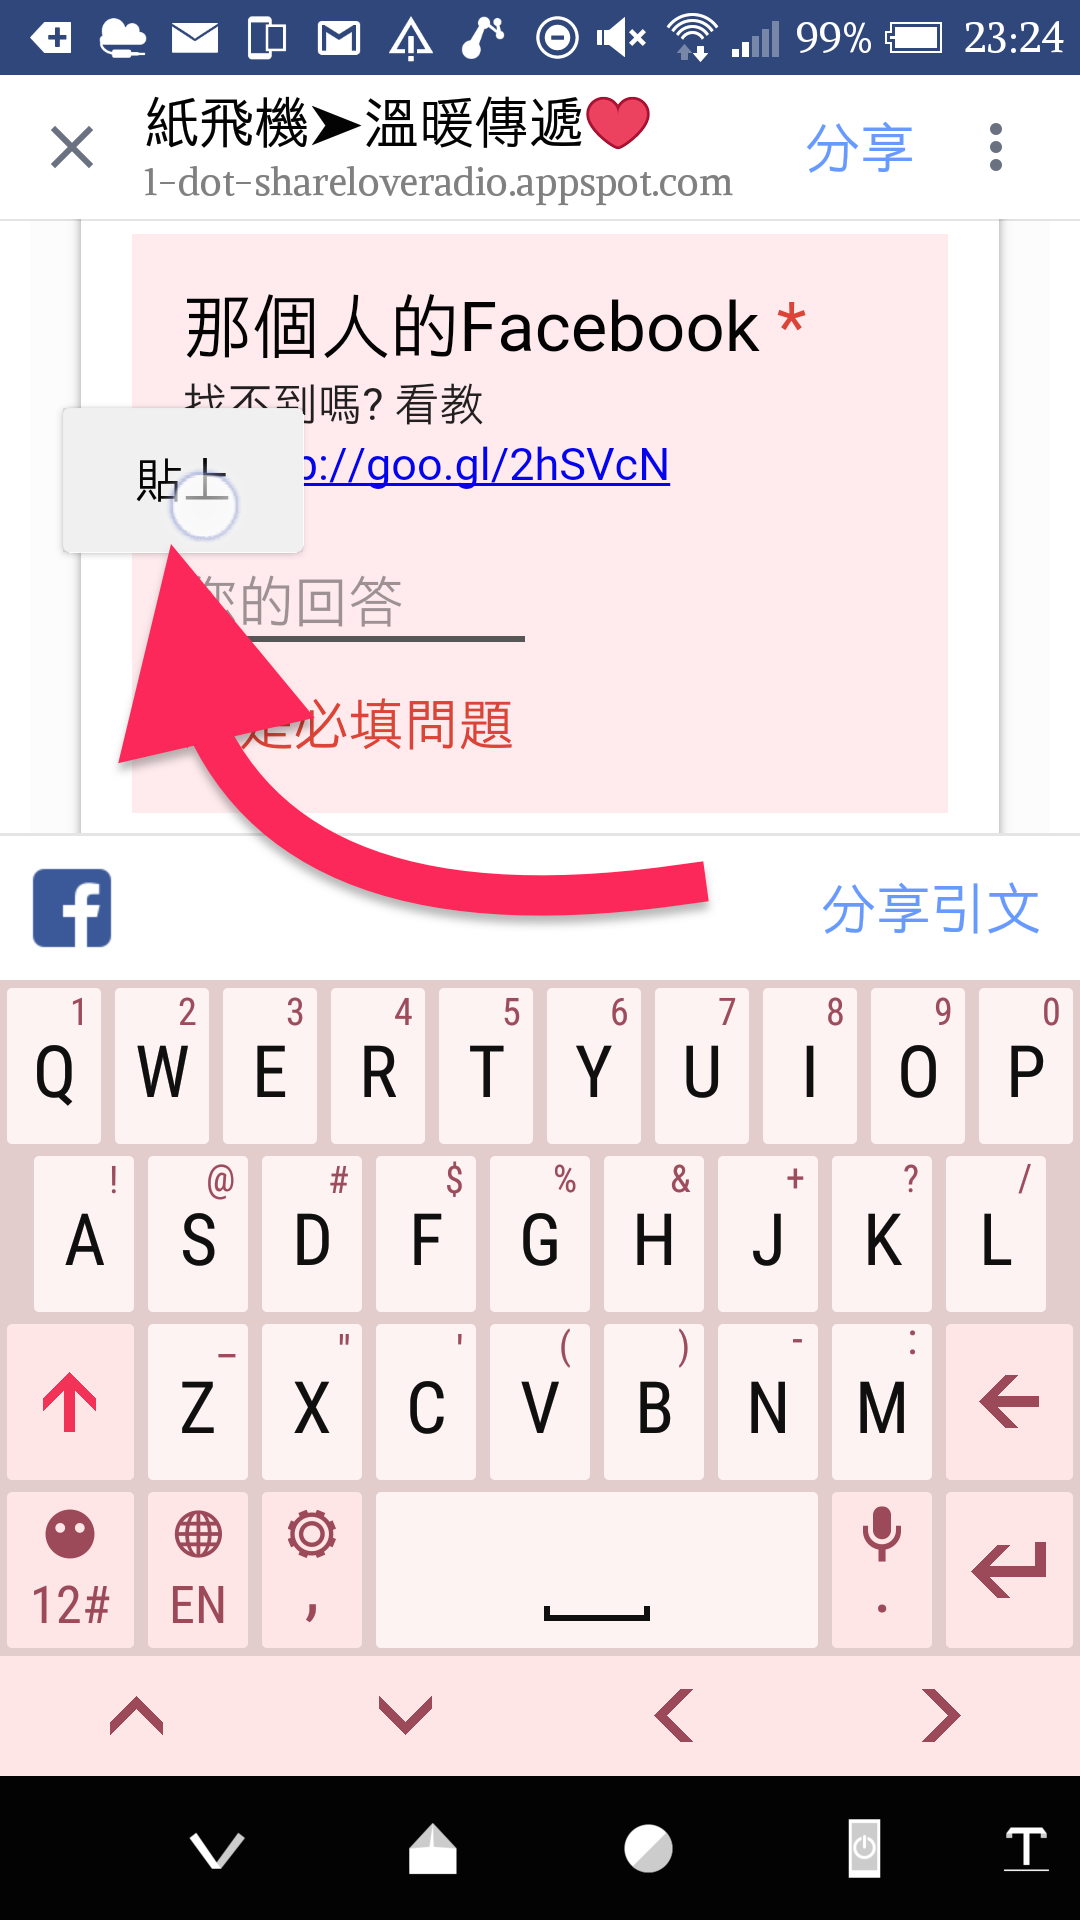 99% 23:24
紙飛機➤溫暖傳遞❤
1-dot-shareloveradio.appspot.com
分享
那個人的Facebook *
找不到嗎? 看教
p://goo.gl/2hSVcN
貼上
您的回答
是必填問題
分享引文
1 2 3 4 5 6 7 8 9 0
Q W E R T Y U I O P
! @ # $ % & + ? /
A S D F G H J K L
_ " ' ( ) - :
Z X C V B N M
12# EN , .